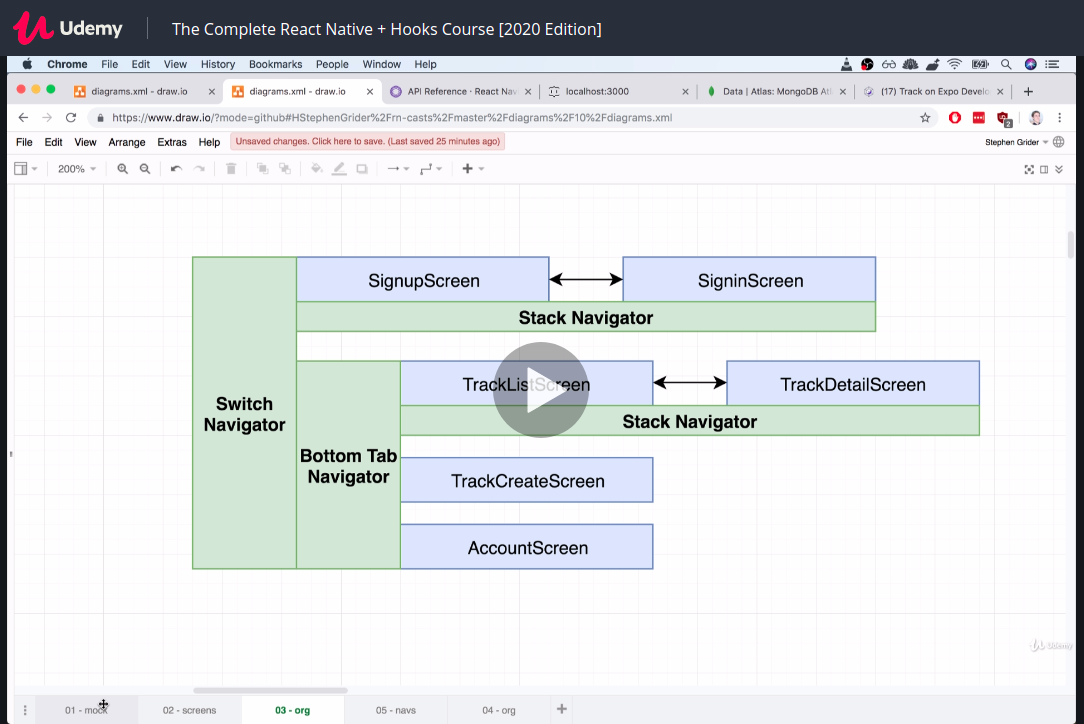 Udemy
The Complete React Native + Hooks Course [2020 Edition]
Chrome File Edit View History Bookmarks People Window Help
diagrams.xml - draw.io
diagrams.xml - draw.io
API Reference · React Nav
localhost:3000
Data | Atlas: MongoDB Atl
(17) Track on Expo Develo
https://www.draw.io/?mode=github#HStephenGrider%2Frn-casts%2Fmaster%2Fdiagrams%2F10%2Fdiagrams.xml
2
File Edit View Arrange Extras Help
Unsaved changes. Click here to save. (Last saved 25 minutes ago)
Stephen Grider
200%
SignupScreen
SigninScreen
Stack Navigator
TrackListScreen
TrackDetailScreen
Stack Navigator
Switch
Navigator
Bottom Tab
Navigator
TrackCreateScreen
AccountScreen
Udemy
01 - mock
02 - screens
03 - org
05 - navs
04 - org